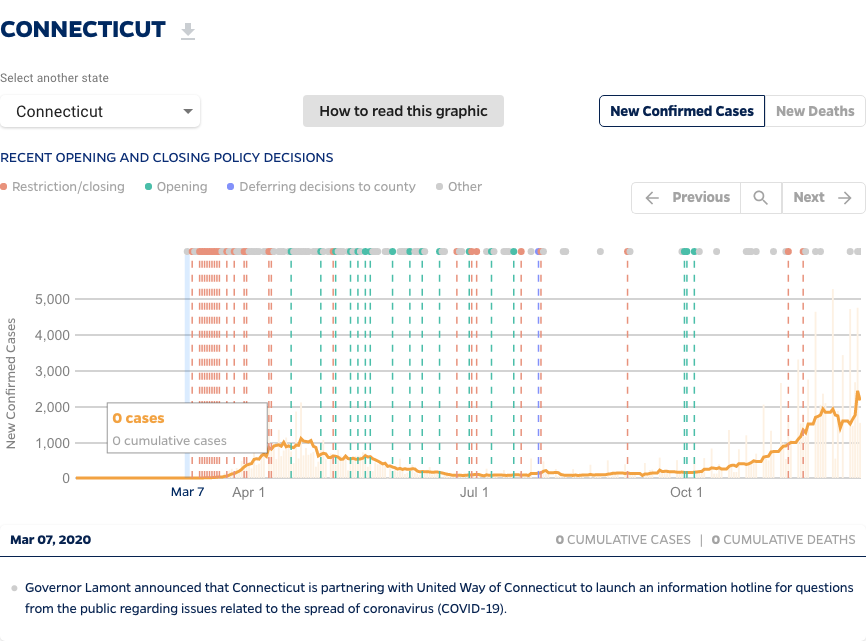 CONNECTICUT
Select another state
Connecticut
How to read this graphic
New Confirmed Cases
New Deaths
RECENT OPENING AND CLOSING POLICY DECISIONS
Restriction/closing
Opening
Deferring decisions to county
Other
Previous
Next
New Confirmed Cases
5,000
4,000
3,000
2,000
1,000
0
0 cases
0 cumulative cases
Mar 7
Apr 1
Jul 1
Oct 1
Mar 07, 2020
0 CUMULATIVE CASES | 0 CUMULATIVE DEATHS
Governor Lamont announced that Connecticut is partnering with United Way of Connecticut to launch an information hotline for questions
from the public regarding issues related to the spread of coronavirus (COVID-19).